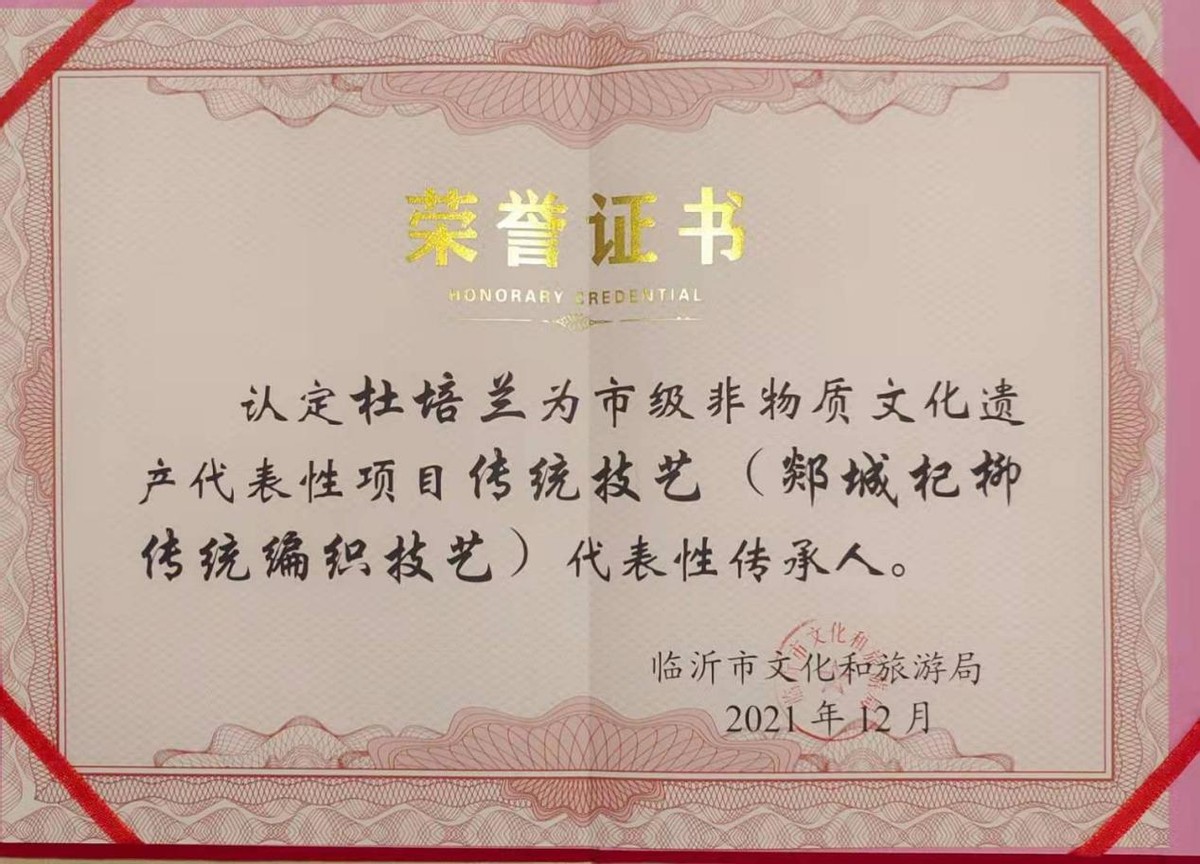 荣誉证书
HONORARY CREDENTIAL
认定杜培兰为市级非物质文化遗
产代表性项目传统技艺（郯城杞柳
传统编织技艺）代表性传承人。
临沂市文化和旅游局
2021年12月